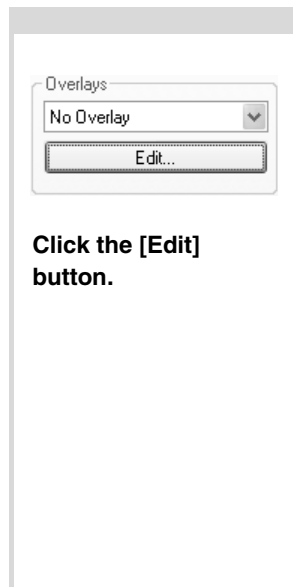 Overlays
No Overlay
Edit...
Click the [Edit]
button.